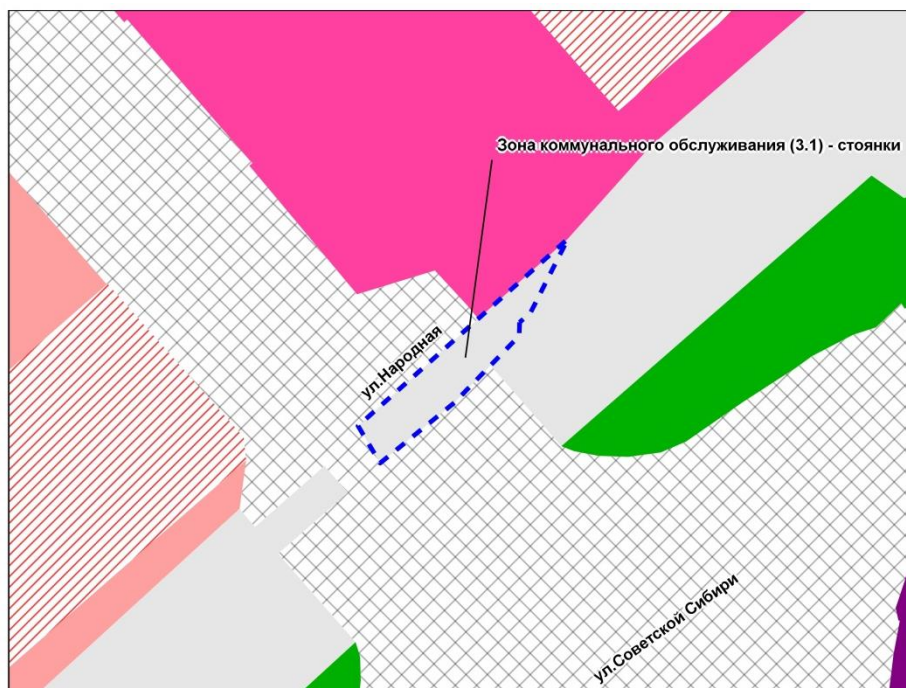 Зона коммунального обслуживания (3.1) - стоянки
ул.Народная
ул.Советской Сибири